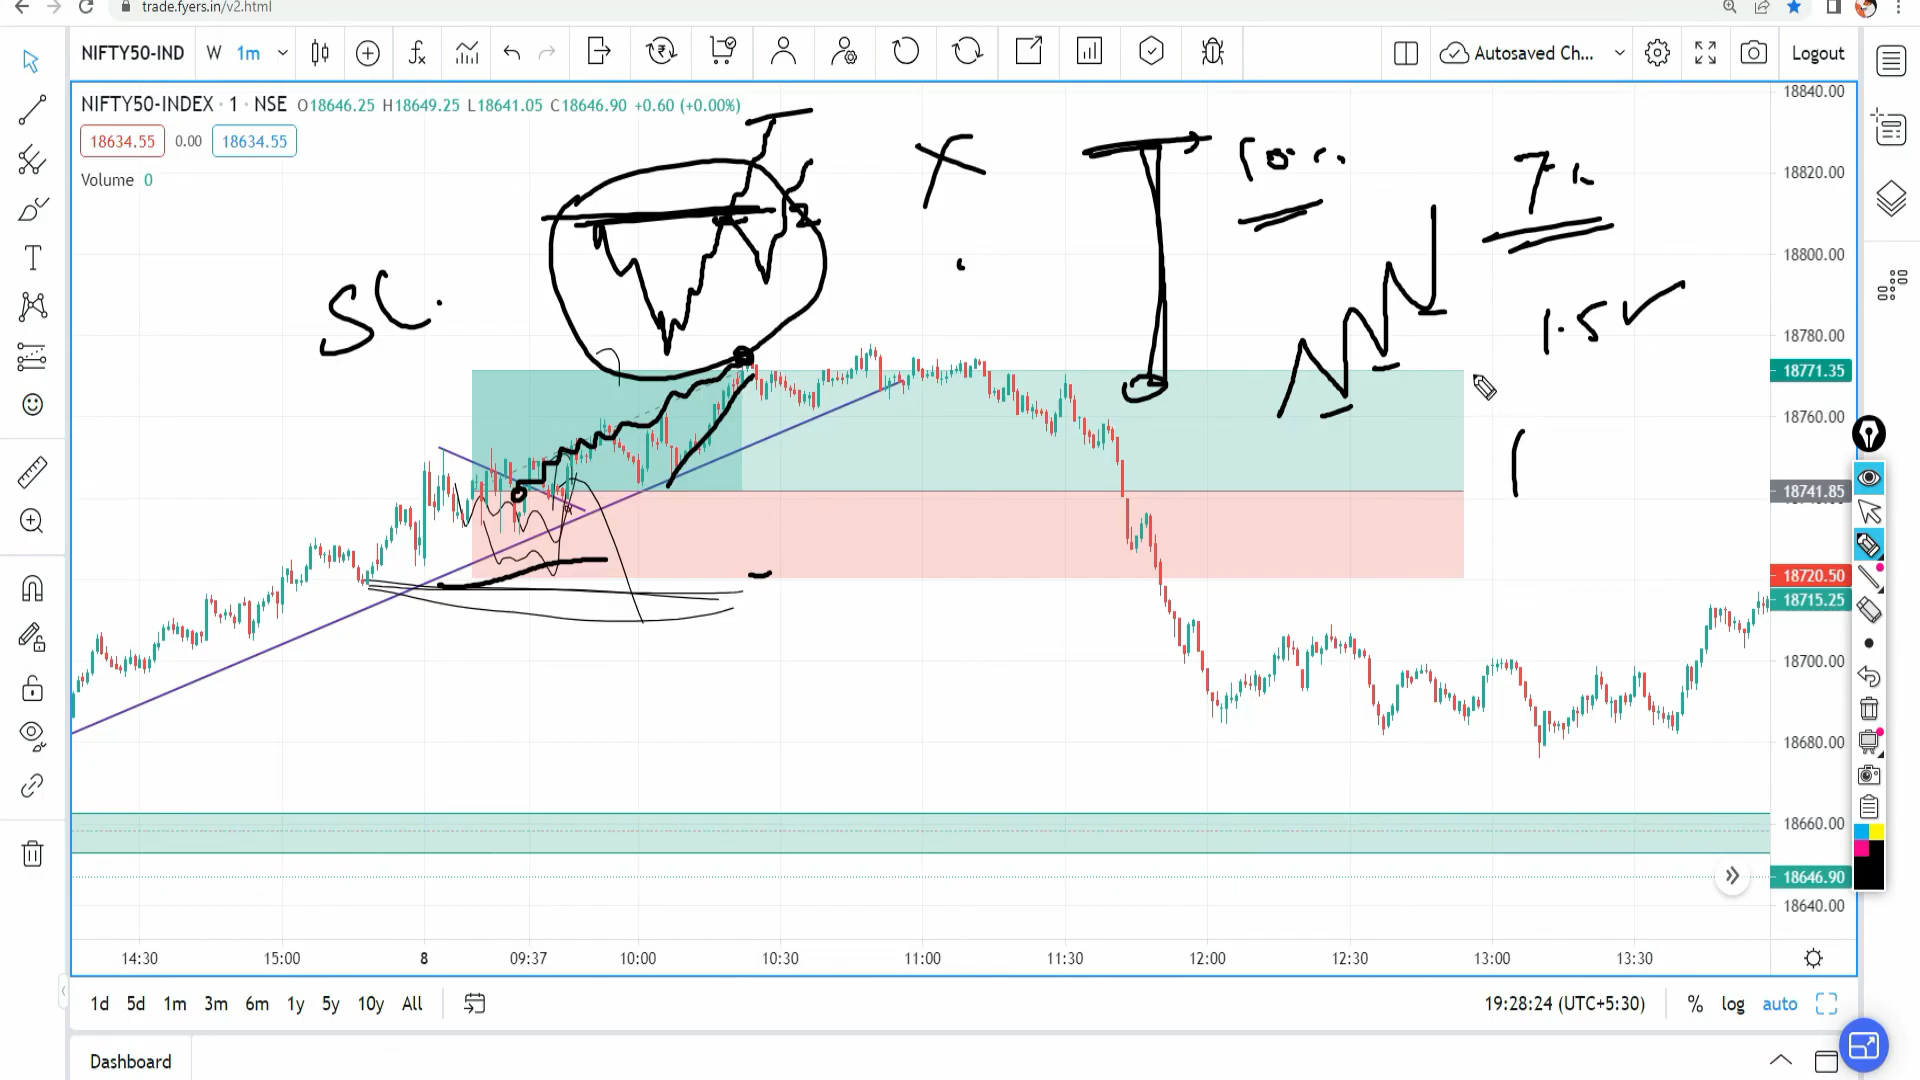 trade.fyers.in/v2.html
NIFTY50-IND W 1m Autosaved Ch... Logout
NIFTY50-INDEX · 1 · NSE O18646.25 H18649.25 L18641.05 C18646.90 +0.60 (+0.00%)
18634.55 0.00 18634.55
Volume 0
SC.
1.5
18840.00
18820.00
18800.00
18780.00
18771.35
18760.00
18741.85
18720.50
18715.25
18700.00
18680.00
18660.00
18646.90
18640.00
14:30 15:00 8 09:37 10:00 10:30 11:00 11:30 12:00 12:30 13:00 13:30
1d 5d 1m 3m 6m 1y 5y 10y All 19:28:24 (UTC+5:30) % log auto
Dashboard